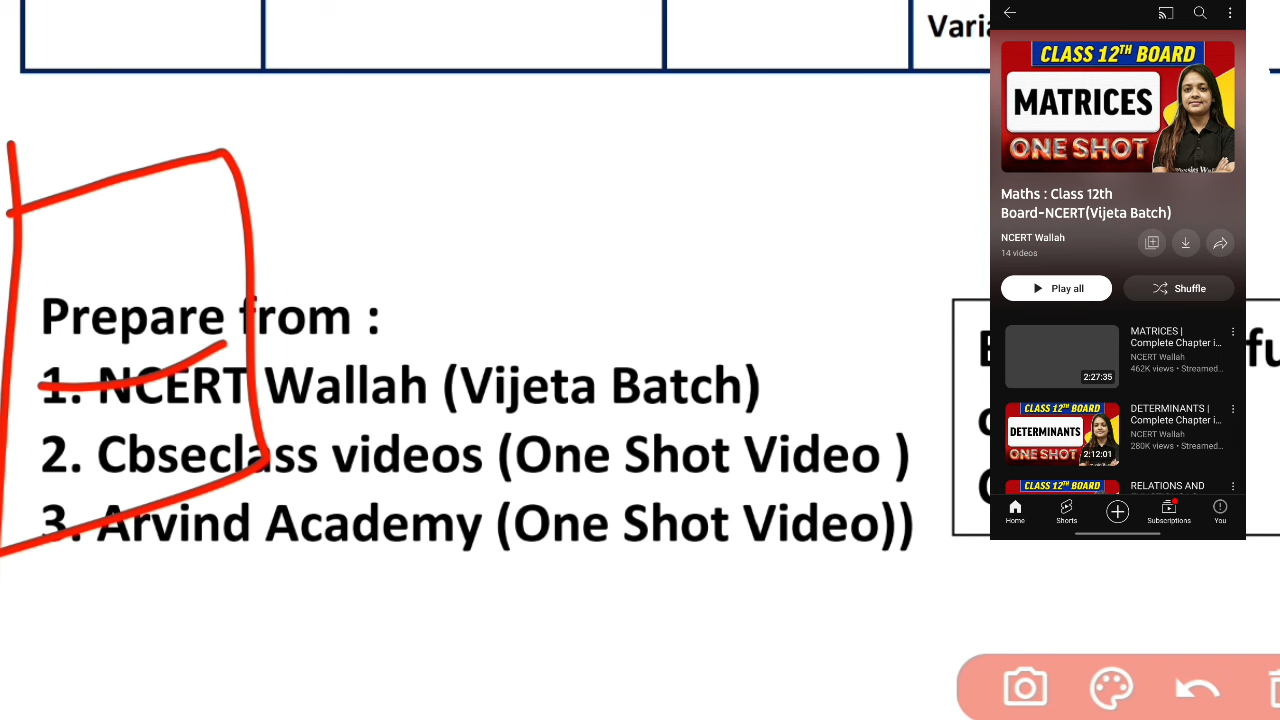 Prepare from :
1. NCERT Wallah (Vijeta Batch)
2. Cbseclass videos (One Shot Video )
3. Arvind Academy (One Shot Video))
CLASS 12TH BOARD
MATRICES
ONE SHOT
Maths : Class 12th
Board-NCERT(Vijeta Batch)
NCERT Wallah
14 videos
Play all
Shuffle
2:27:35
MATRICES |
Complete Chapter i...
NCERT Wallah
462K views • Streamed...
CLASS 12TH BOARD
DETERMINANTS
ONE SHOT
2:12:01
DETERMINANTS |
Complete Chapter i...
NCERT Wallah
280K views • Streamed...
CLASS 12TH BOARD
RELATIONS AND
Home
Shorts
Subscriptions
You